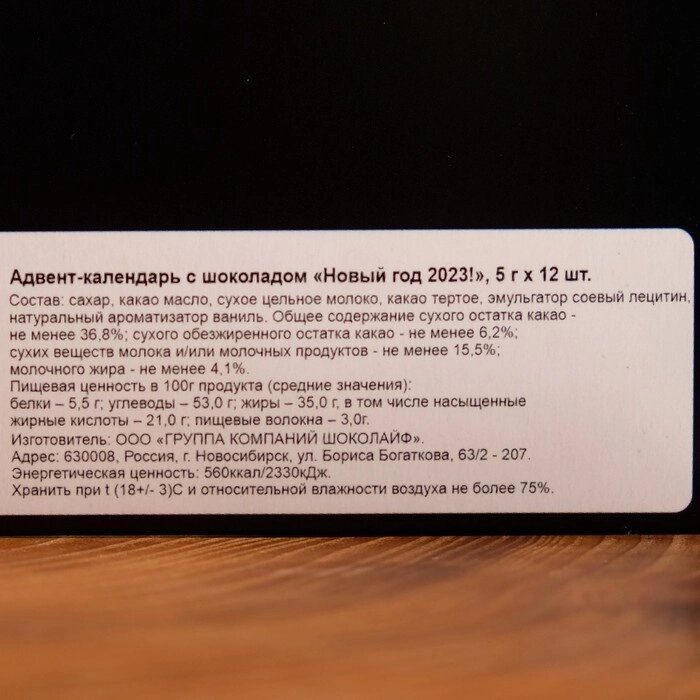 Адвент-календарь с шоколадом «Новый год 2023!», 5 г х 12 шт.
Состав: сахар, какао масло, сухое цельное молоко, какао тертое, эмульгатор соевый лецитин,
натуральный ароматизатор ваниль. Общее содержание сухого остатка какао -
не менее 36,8%; сухого обезжиренного остатка какао - не менее 6,2%;
сухих веществ молока и/или молочных продуктов - не менее 15,5%;
молочного жира - не менее 4,1%.
Пищевая ценность в 100г продукта (средние значения):
белки – 5,5 г; углеводы – 53,0 г; жиры – 35,0 г, в том числе насыщенные
жирные кислоты – 21,0 г; пищевые волокна – 3,0г.
Изготовитель: ООО «ГРУППА КОМПАНИЙ ШОКОЛАЙФ».
Адрес: 630008, Россия, г. Новосибирск, ул. Бориса Богаткова, 63/2 - 207.
Энергетическая ценность: 560ккал/2330кДж.
Хранить при t (18+/- 3)С и относительной влажности воздуха не более 75%.